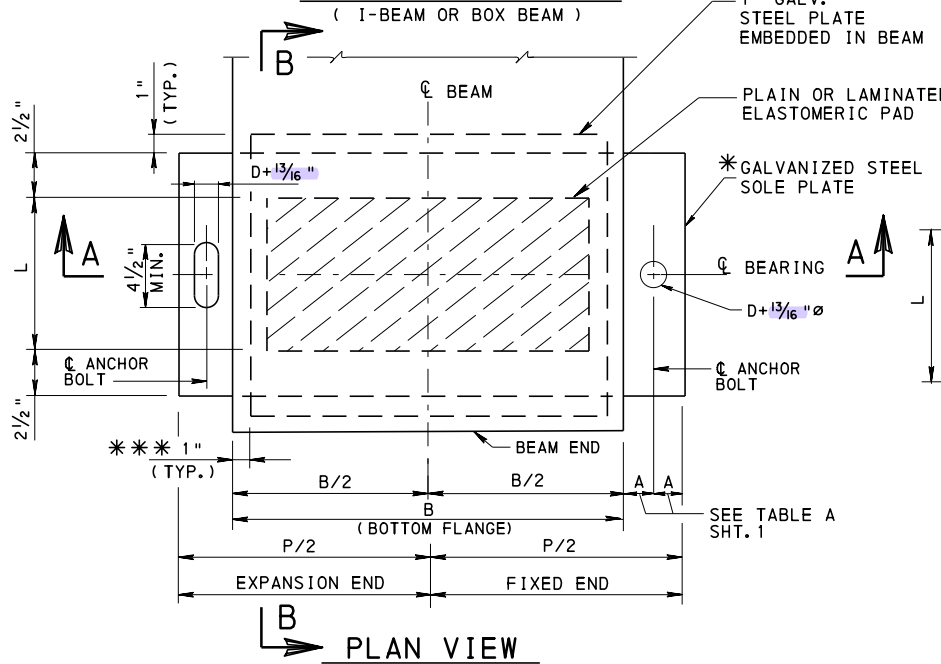 ( I-BEAM OR BOX BEAM )
1" GALV.
STEEL PLATE
EMBEDDED IN BEAM
B
℄ BEAM
1"
(TYP.)
2½"
PLAIN OR LAMINATED
ELASTOMERIC PAD
D+13/16"
*GALVANIZED STEEL
SOLE PLATE
A
A
L
4½"
MIN.
℄ BEARING
L
D+13/16"ø
℄ ANCHOR
BOLT
℄ ANCHOR
BOLT
2½"
*** 1"
(TYP.)
BEAM END
B/2
B/2
A
A
B
(BOTTOM FLANGE)
SEE TABLE A
SHT.1
P/2
P/2
EXPANSION END
FIXED END
B
PLAN VIEW